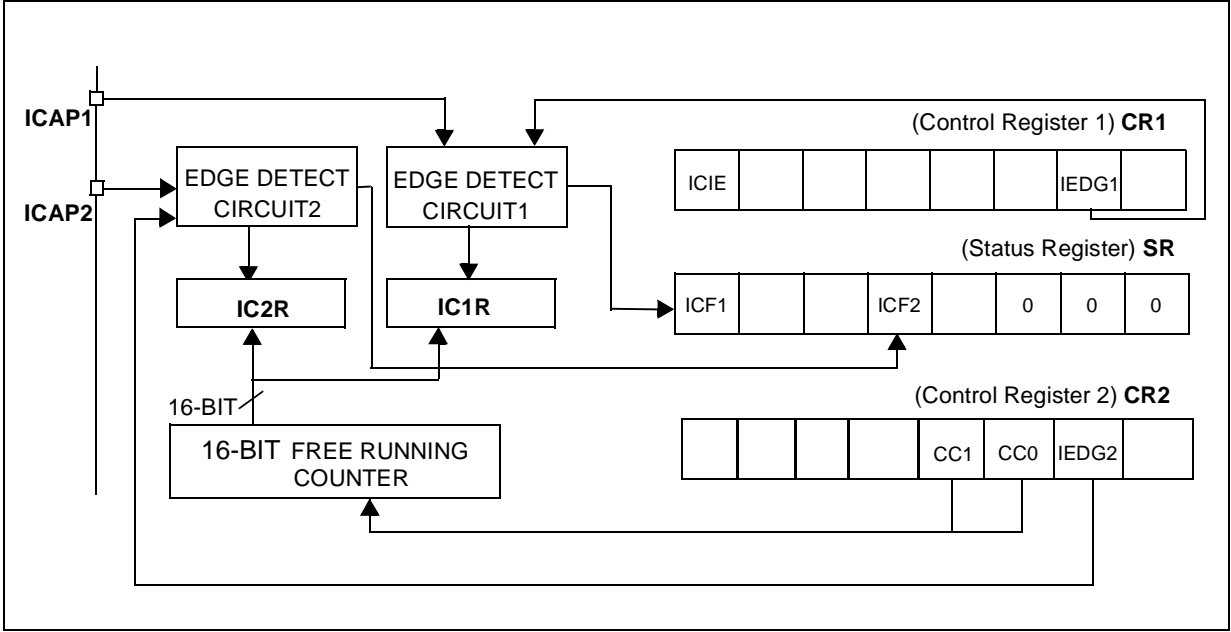 ICAP1
ICAP2
EDGE DETECT
CIRCUIT2
EDGE DETECT
CIRCUIT1
IC2R
IC1R
16-BIT
16-BIT FREE RUNNING
COUNTER
(Control Register 1) CR1
ICIE IEDG1
(Status Register) SR
ICF1 ICF2 0 0 0
(Control Register 2) CR2
CC1 CC0 IEDG2